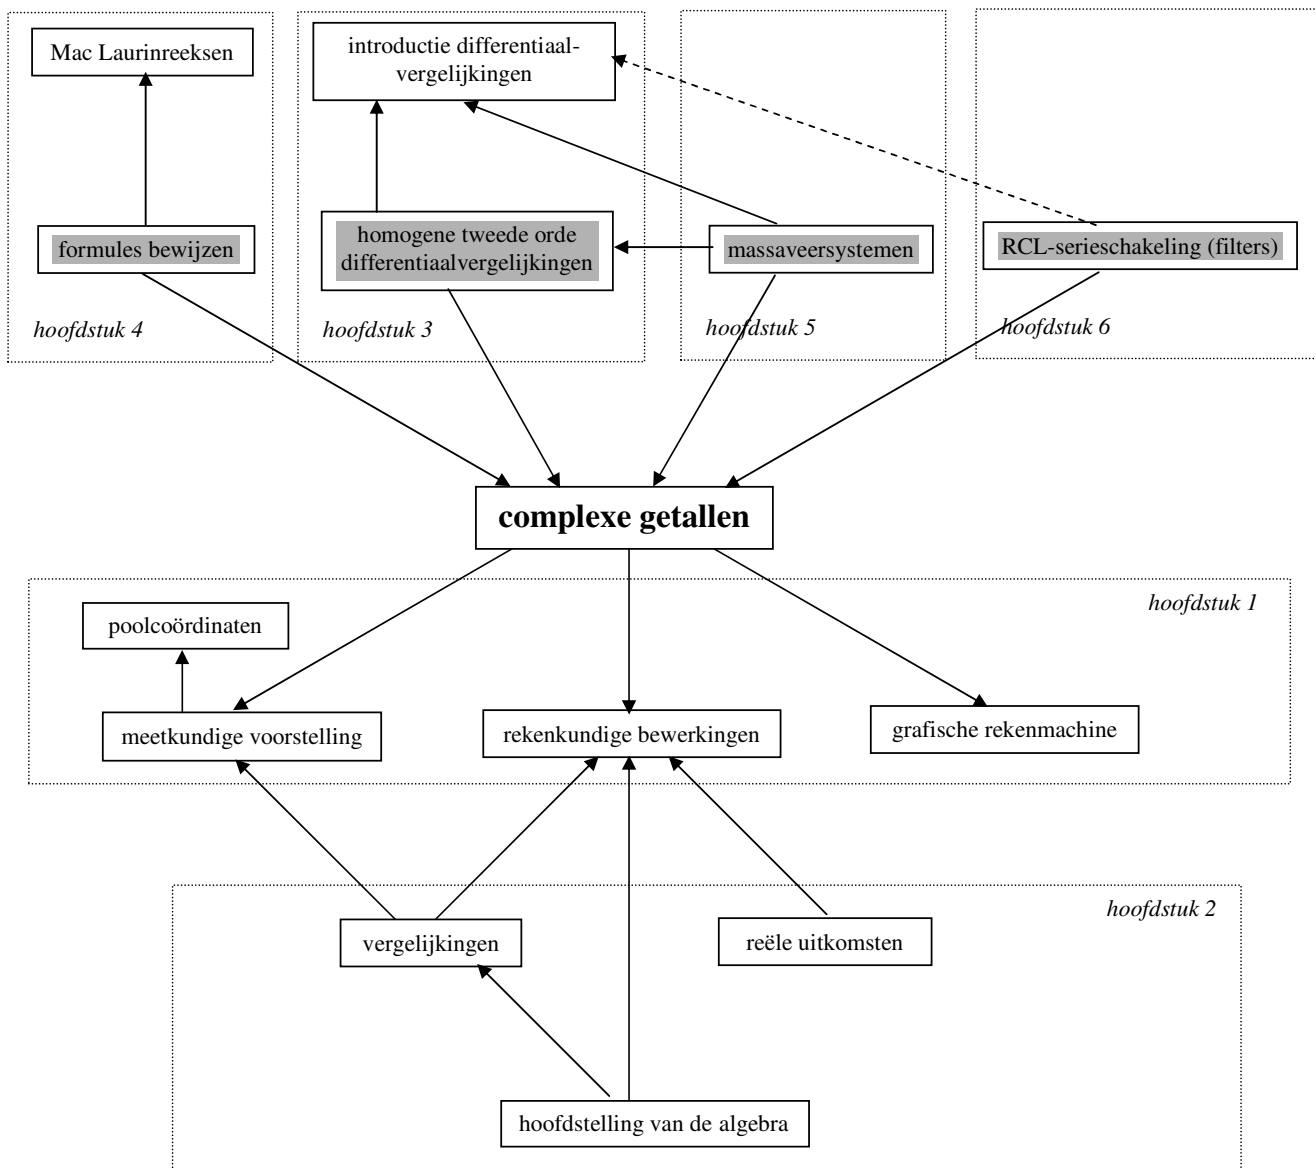 Mac Laurinreeksen
introductie differentiaal-
vergelijkingen
formules bewijzen
homogene tweede orde
differentiaalvergelijkingen
massaveersystemen
RCL-serieschakeling (filters)
hoofdstuk 4
hoofdstuk 3
hoofdstuk 5
hoofdstuk 6
complexe getallen
hoofdstuk 1
poolcoördinaten
meetkundige voorstelling
rekenkundige bewerkingen
grafische rekenmachine
hoofdstuk 2
vergelijkingen
reële uitkomsten
hoofdstelling van de algebra